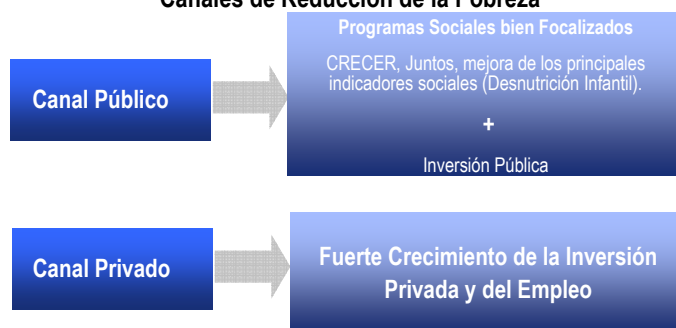 Canales de Reducción de la Pobreza
Programas Sociales bien Focalizados
CRECER, Juntos, mejora de los principales
indicadores sociales (Desnutrición Infantil).
Canal Público
+
Inversión Pública
Fuerte Crecimiento de la Inversión
Canal Privado
Privada y del Empleo